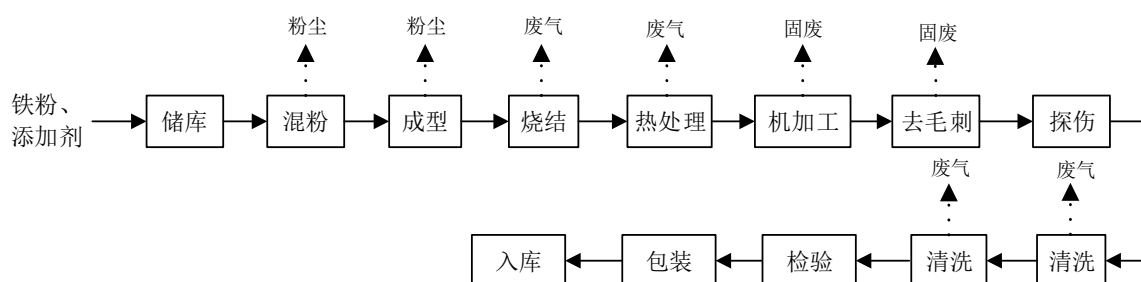 粉尘
粉尘
废气
废气
固废
固废
铁粉、
添加剂
储库
混粉
成型
烧结
热处理
机加工
去毛刺
探伤
废气
废气
入库
包装
检验
清洗
清洗